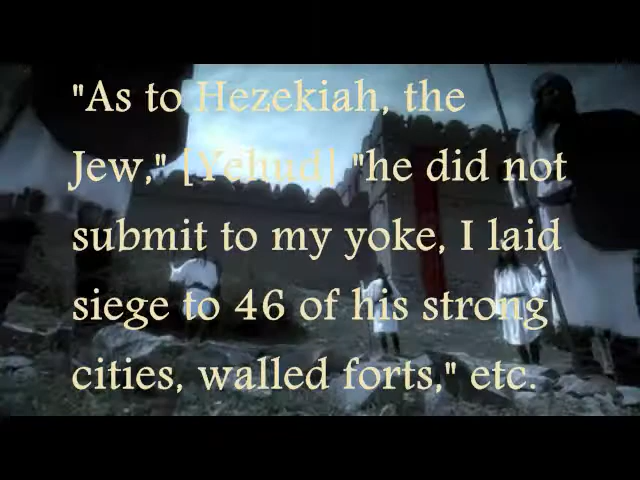 "As to Hezekiah, the
Jew," [Yehud] "he did not
submit to my yoke, I laid
siege to 46 of his strong
cities, walled forts," etc.